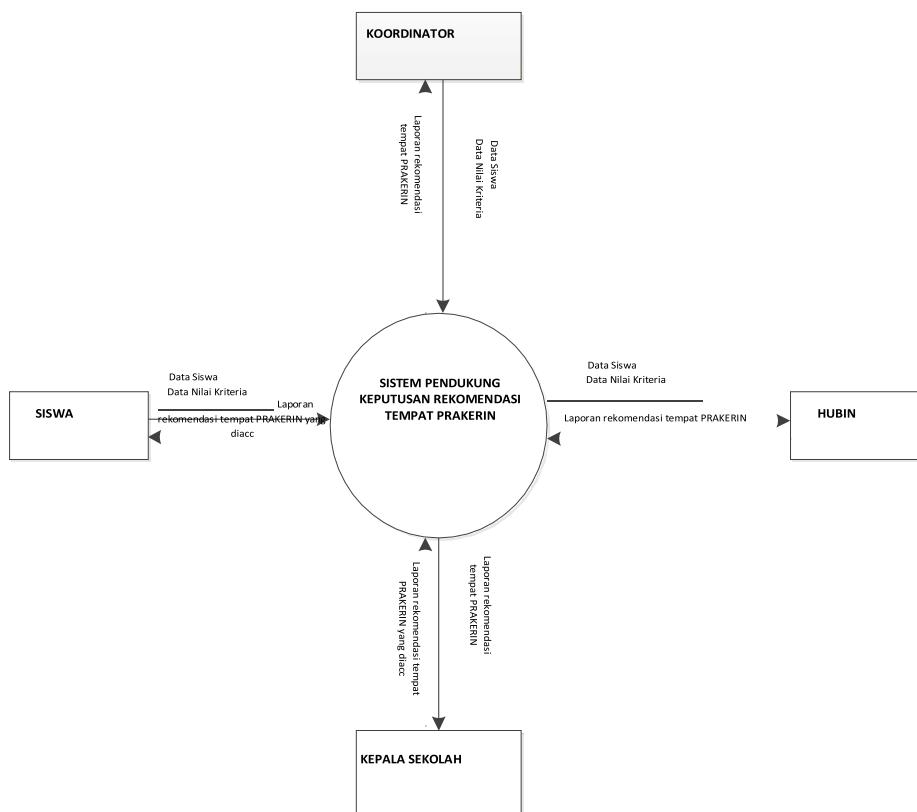 KOORDINATOR
Laporan rekomendasi
tempat PRAKERIN
Data Siswa
Data Nilai Kriteria
Data Siswa
Data Nilai Kriteria
SISWA
Laporan
rekomendasi tempat PRAKERIN yang
diacc
SISTEM PENDUKUNG
KEPUTUSAN REKOMENDASI
TEMPAT PRAKERIN
Data Siswa
Data Nilai Kriteria
Laporan rekomendasi tempat PRAKERIN
HUBIN
Laporan rekomendasi tempat
PRAKERIN yang diacc
Laporan rekomendasi
tempat PRAKERIN
KEPALA SEKOLAH